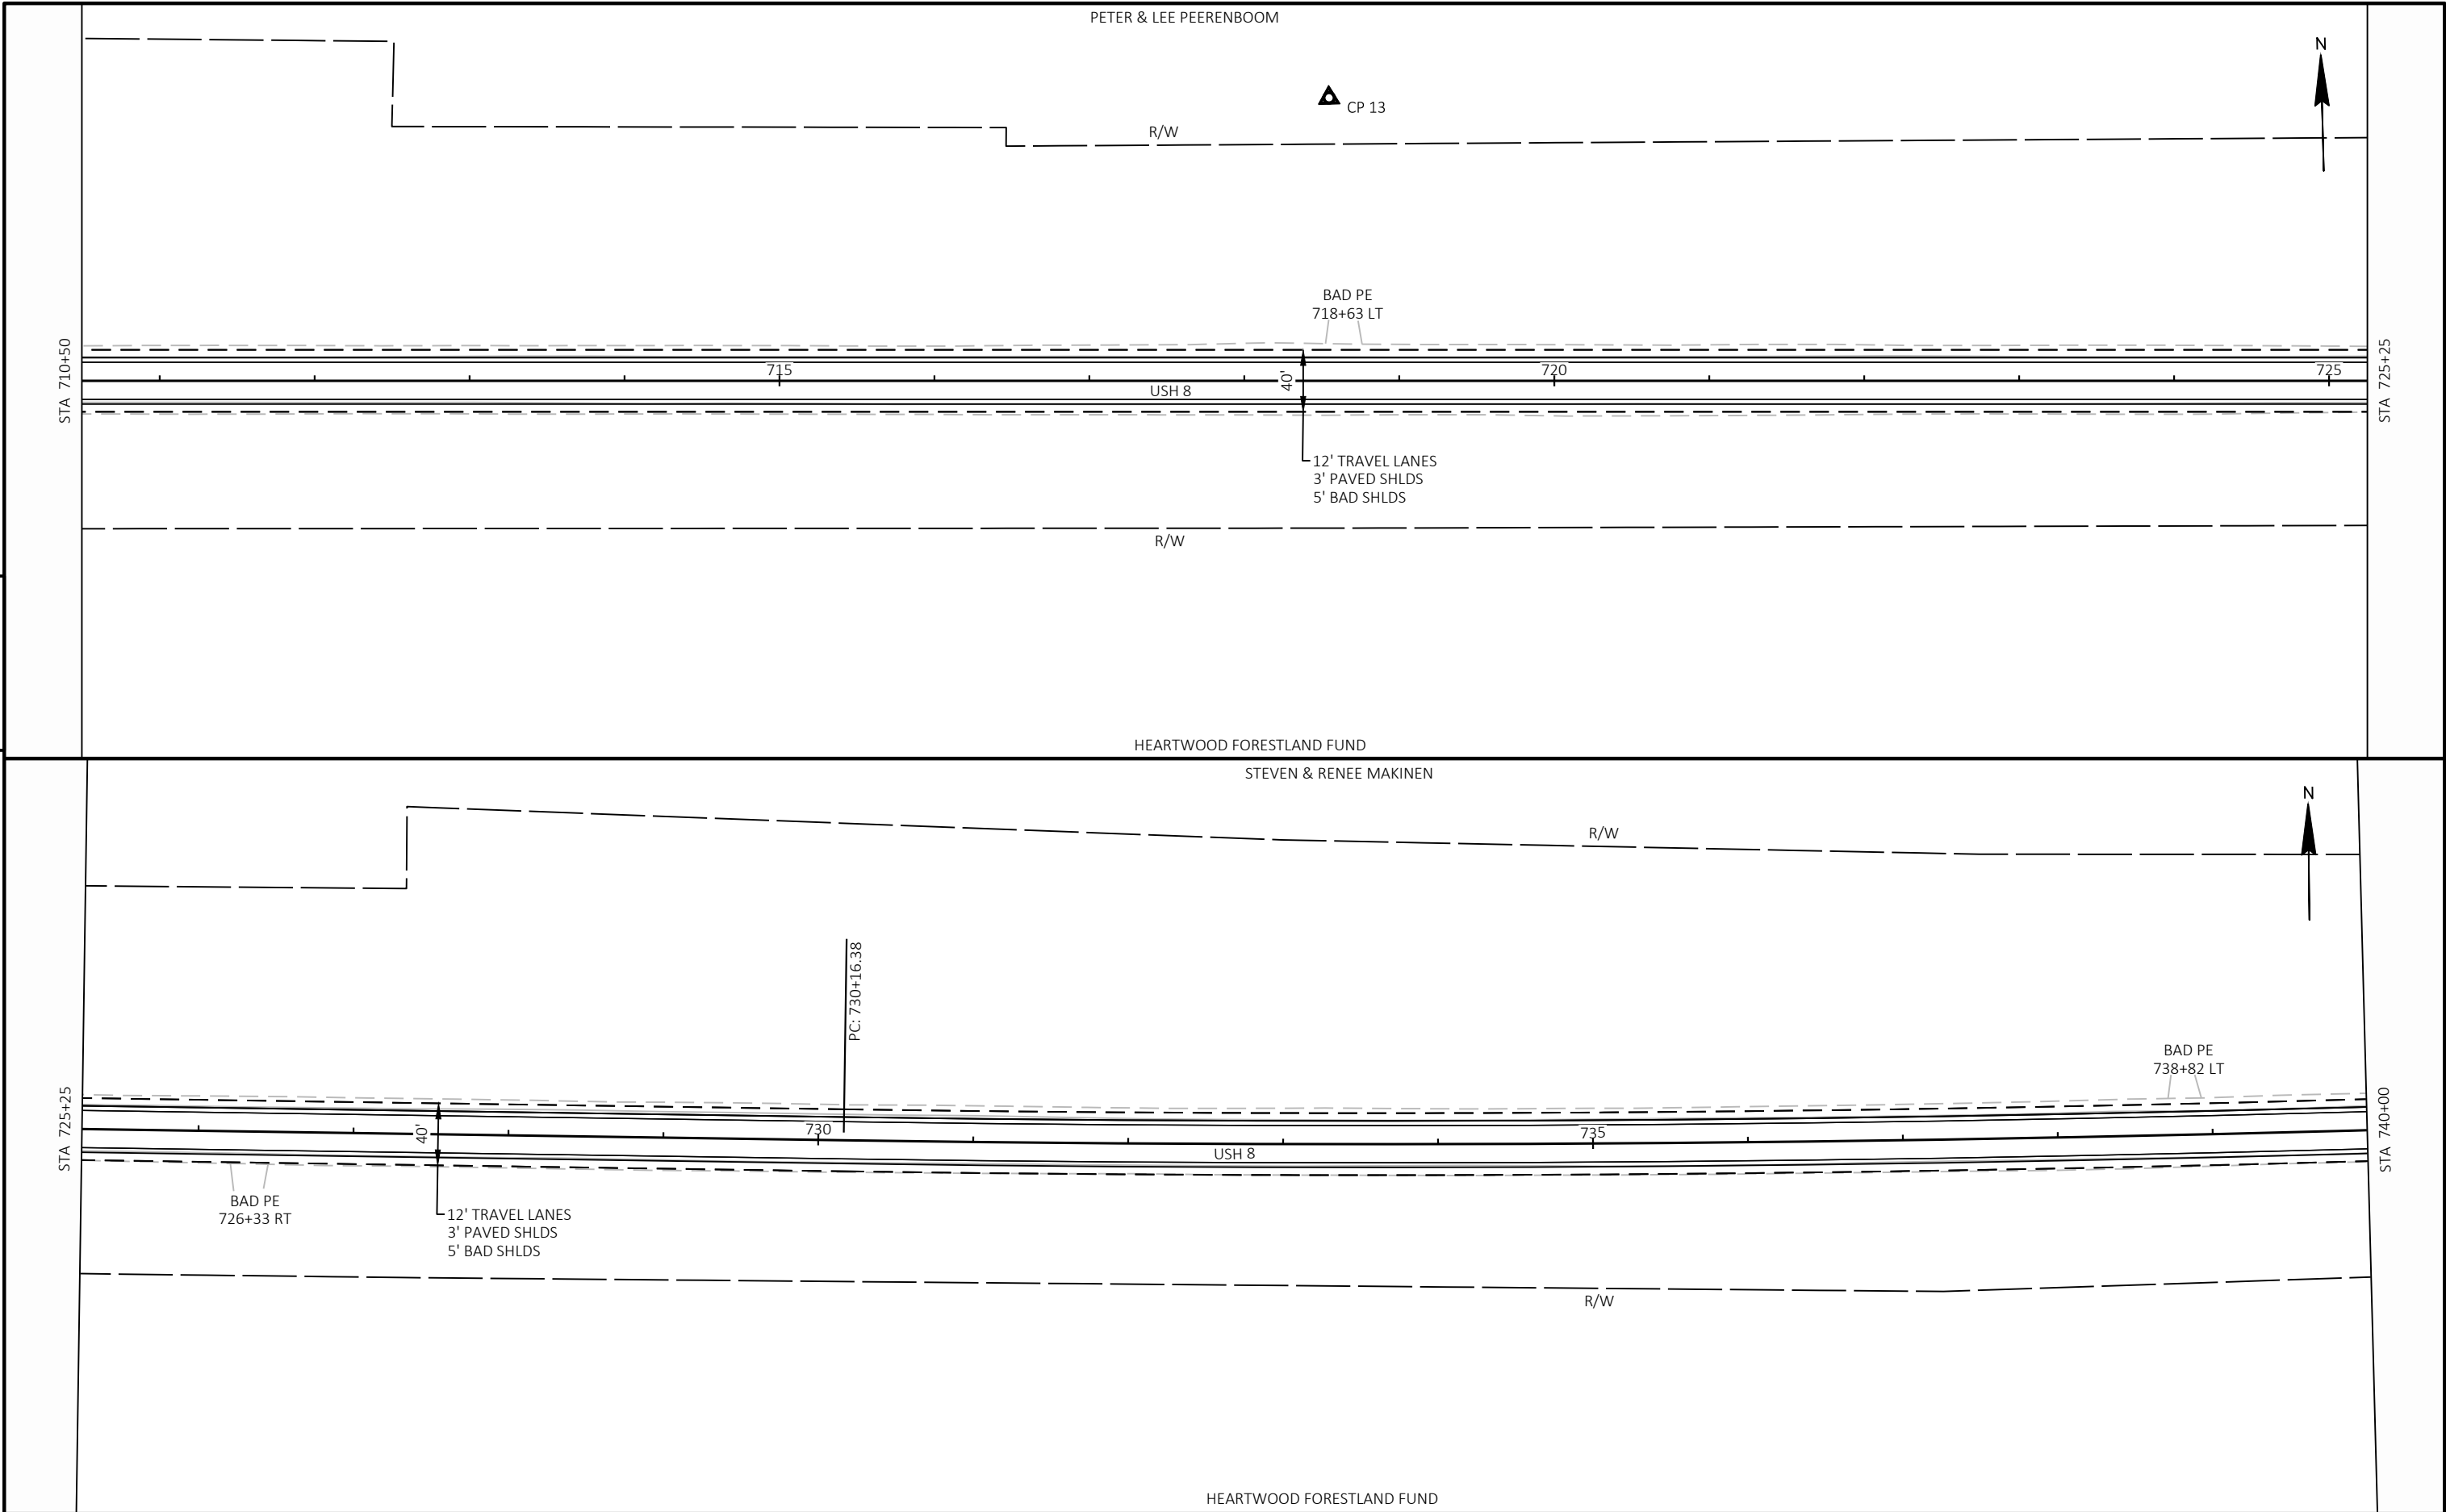 PETER & LEE PEERENBOOM
N
CP 13
R/W
BAD PE
718+63 LT
STA 710+50
715
720
725
STA 725+25
USH 8
40'
12' TRAVEL LANES
3' PAVED SHLDS
5' BAD SHLDS
R/W
HEARTWOOD FORESTLAND FUND
STEVEN & RENEE MAKINEN
N
R/W
PC: 730+16.38
BAD PE
738+82 LT
STA 725+25
40'
730
735
STA 740+00
USH 8
BAD PE
726+33 RT
12' TRAVEL LANES
3' PAVED SHLDS
5' BAD SHLDS
R/W
HEARTWOOD FORESTLAND FUND